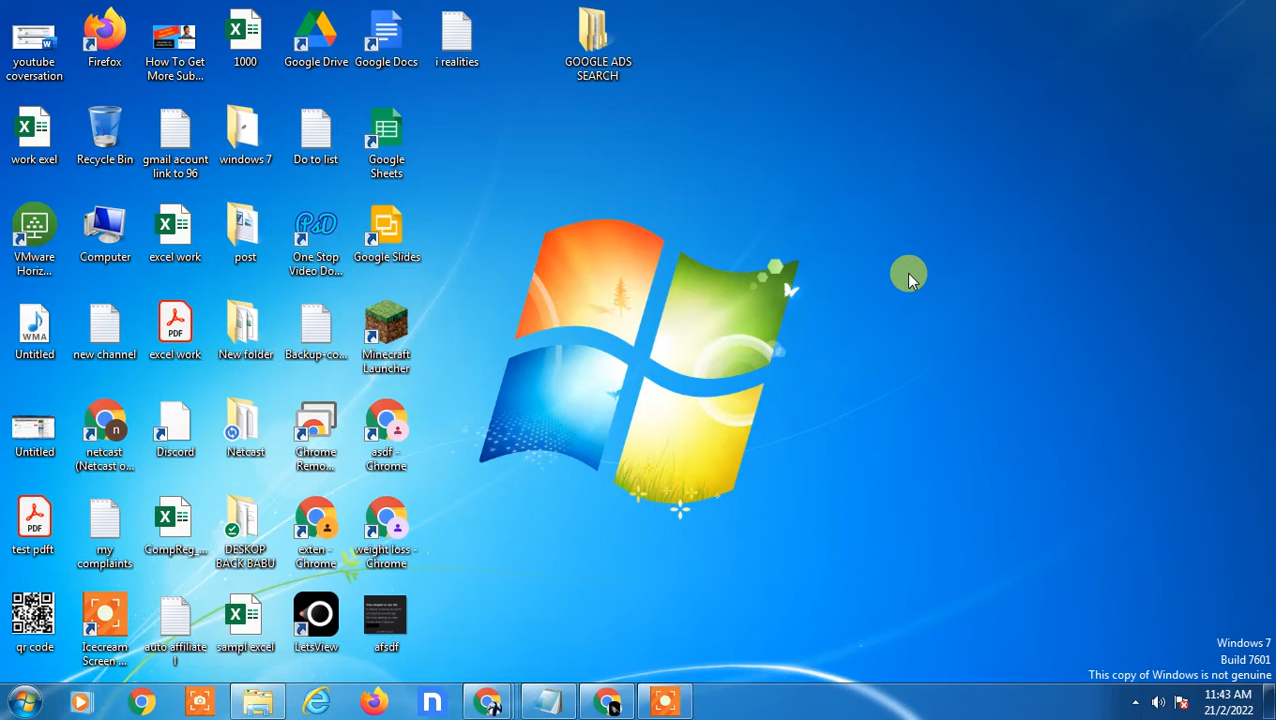 youtube
coversation
Firefox
How To Get
More Sub...
1000
Google Drive
Google Docs
i realities
GOOGLE ADS
SEARCH
work exel
Recycle Bin
gmail acount
link to 96
windows 7
Do to list
Google
Sheets
VMware
Horiz...
Computer
excel work
post
PSD
One Stop
Video Do...
Google Slides
WMA
Untitled
new channel
PDF
excel work
New folder
Backup-co...
Minecraft
Launcher
Untitled
netcast
(Netcast o...
Discord
Netcast
Chrome
Remo...
asdf -
Chrome
PDF
test pdft
my
complaints
CompReg_...
DESKOP
BACK BABU
exten -
Chrome
weight loss -
Chrome
qr code
Icecream
Screen ...
auto affiliate
l
sampl excel
LetsView
afsdf
Windows 7
Build 7601
This copy of Windows is not genuine
11:43 AM
21/2/2022